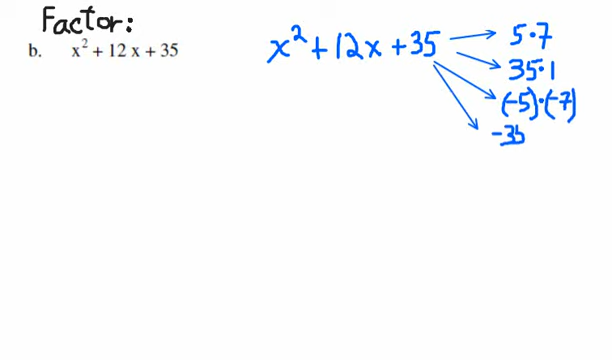 Factor:
b. x² + 12 x + 35
x² + 12x + 35
5·7
35·1
(-5)·(-7)
-35